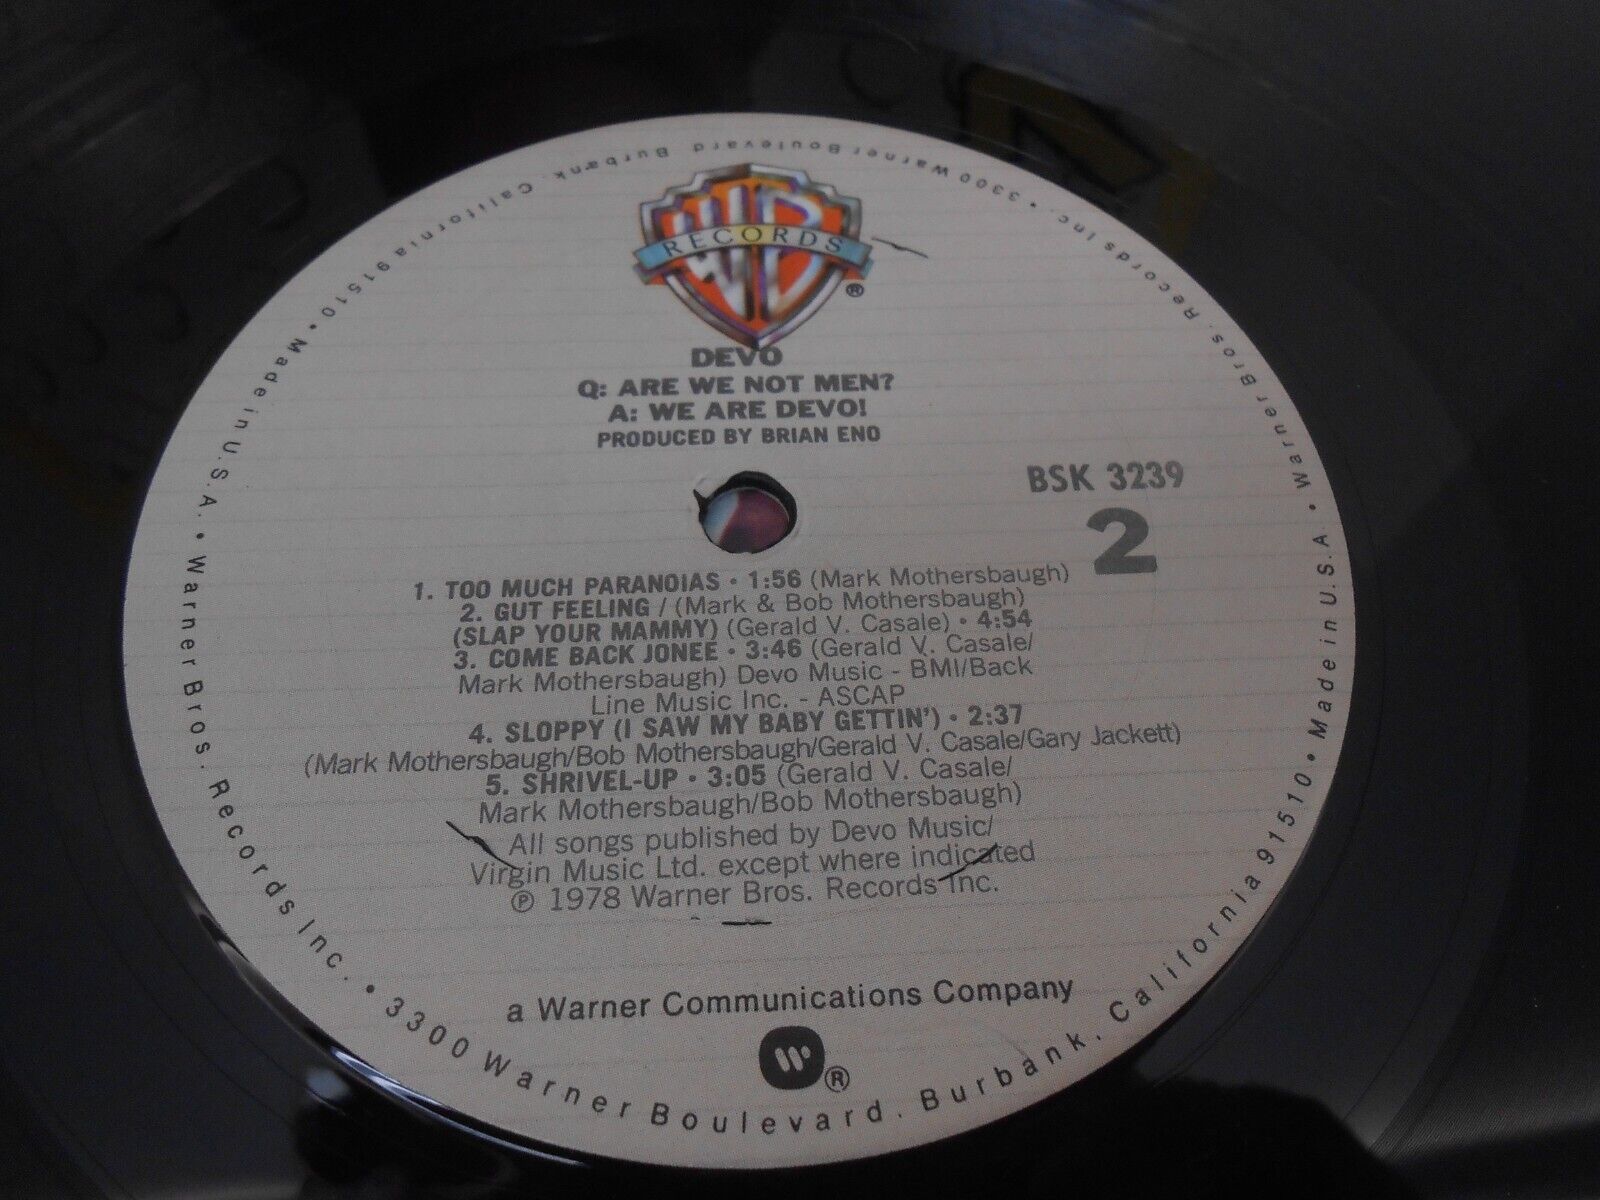 WB
RECORDS
®
DEVO
Q: ARE WE NOT MEN?
A: WE ARE DEVO!
PRODUCED BY BRIAN ENO
BSK 3239
2
1. TOO MUCH PARANOIAS • 1:56 (Mark Mothersbaugh)
2. GUT FEELING / (Mark & Bob Mothersbaugh)
(SLAP YOUR MAMMY) (Gerald V. Casale) • 4:54
3. COME BACK JONEE • 3:46 (Gerald V. Casale/
Mark Mothersbaugh) Devo Music - BMI/Back
Line Music Inc. - ASCAP
4. SLOPPY (I SAW MY BABY GETTIN') • 2:37
(Mark Mothersbaugh/Bob Mothersbaugh/Gerald V. Casale/Gary Jackett)
5. SHRIVEL-UP • 3:05 (Gerald V. Casale/
Mark Mothersbaugh/Bob Mothersbaugh)
All songs published by Devo Music/
Virgin Music Ltd. except where indicated
℗ 1978 Warner Bros. Records Inc.
a Warner Communications Company
W®
Warner Bros. Records Inc. • 3300 Warner Boulevard. Burbank. California 91510 • Made in U.S.A. • Warner Bros. Records Inc. • 3300 Warner Boulevard Burbank. California 91510 • Made in U.S.A. •